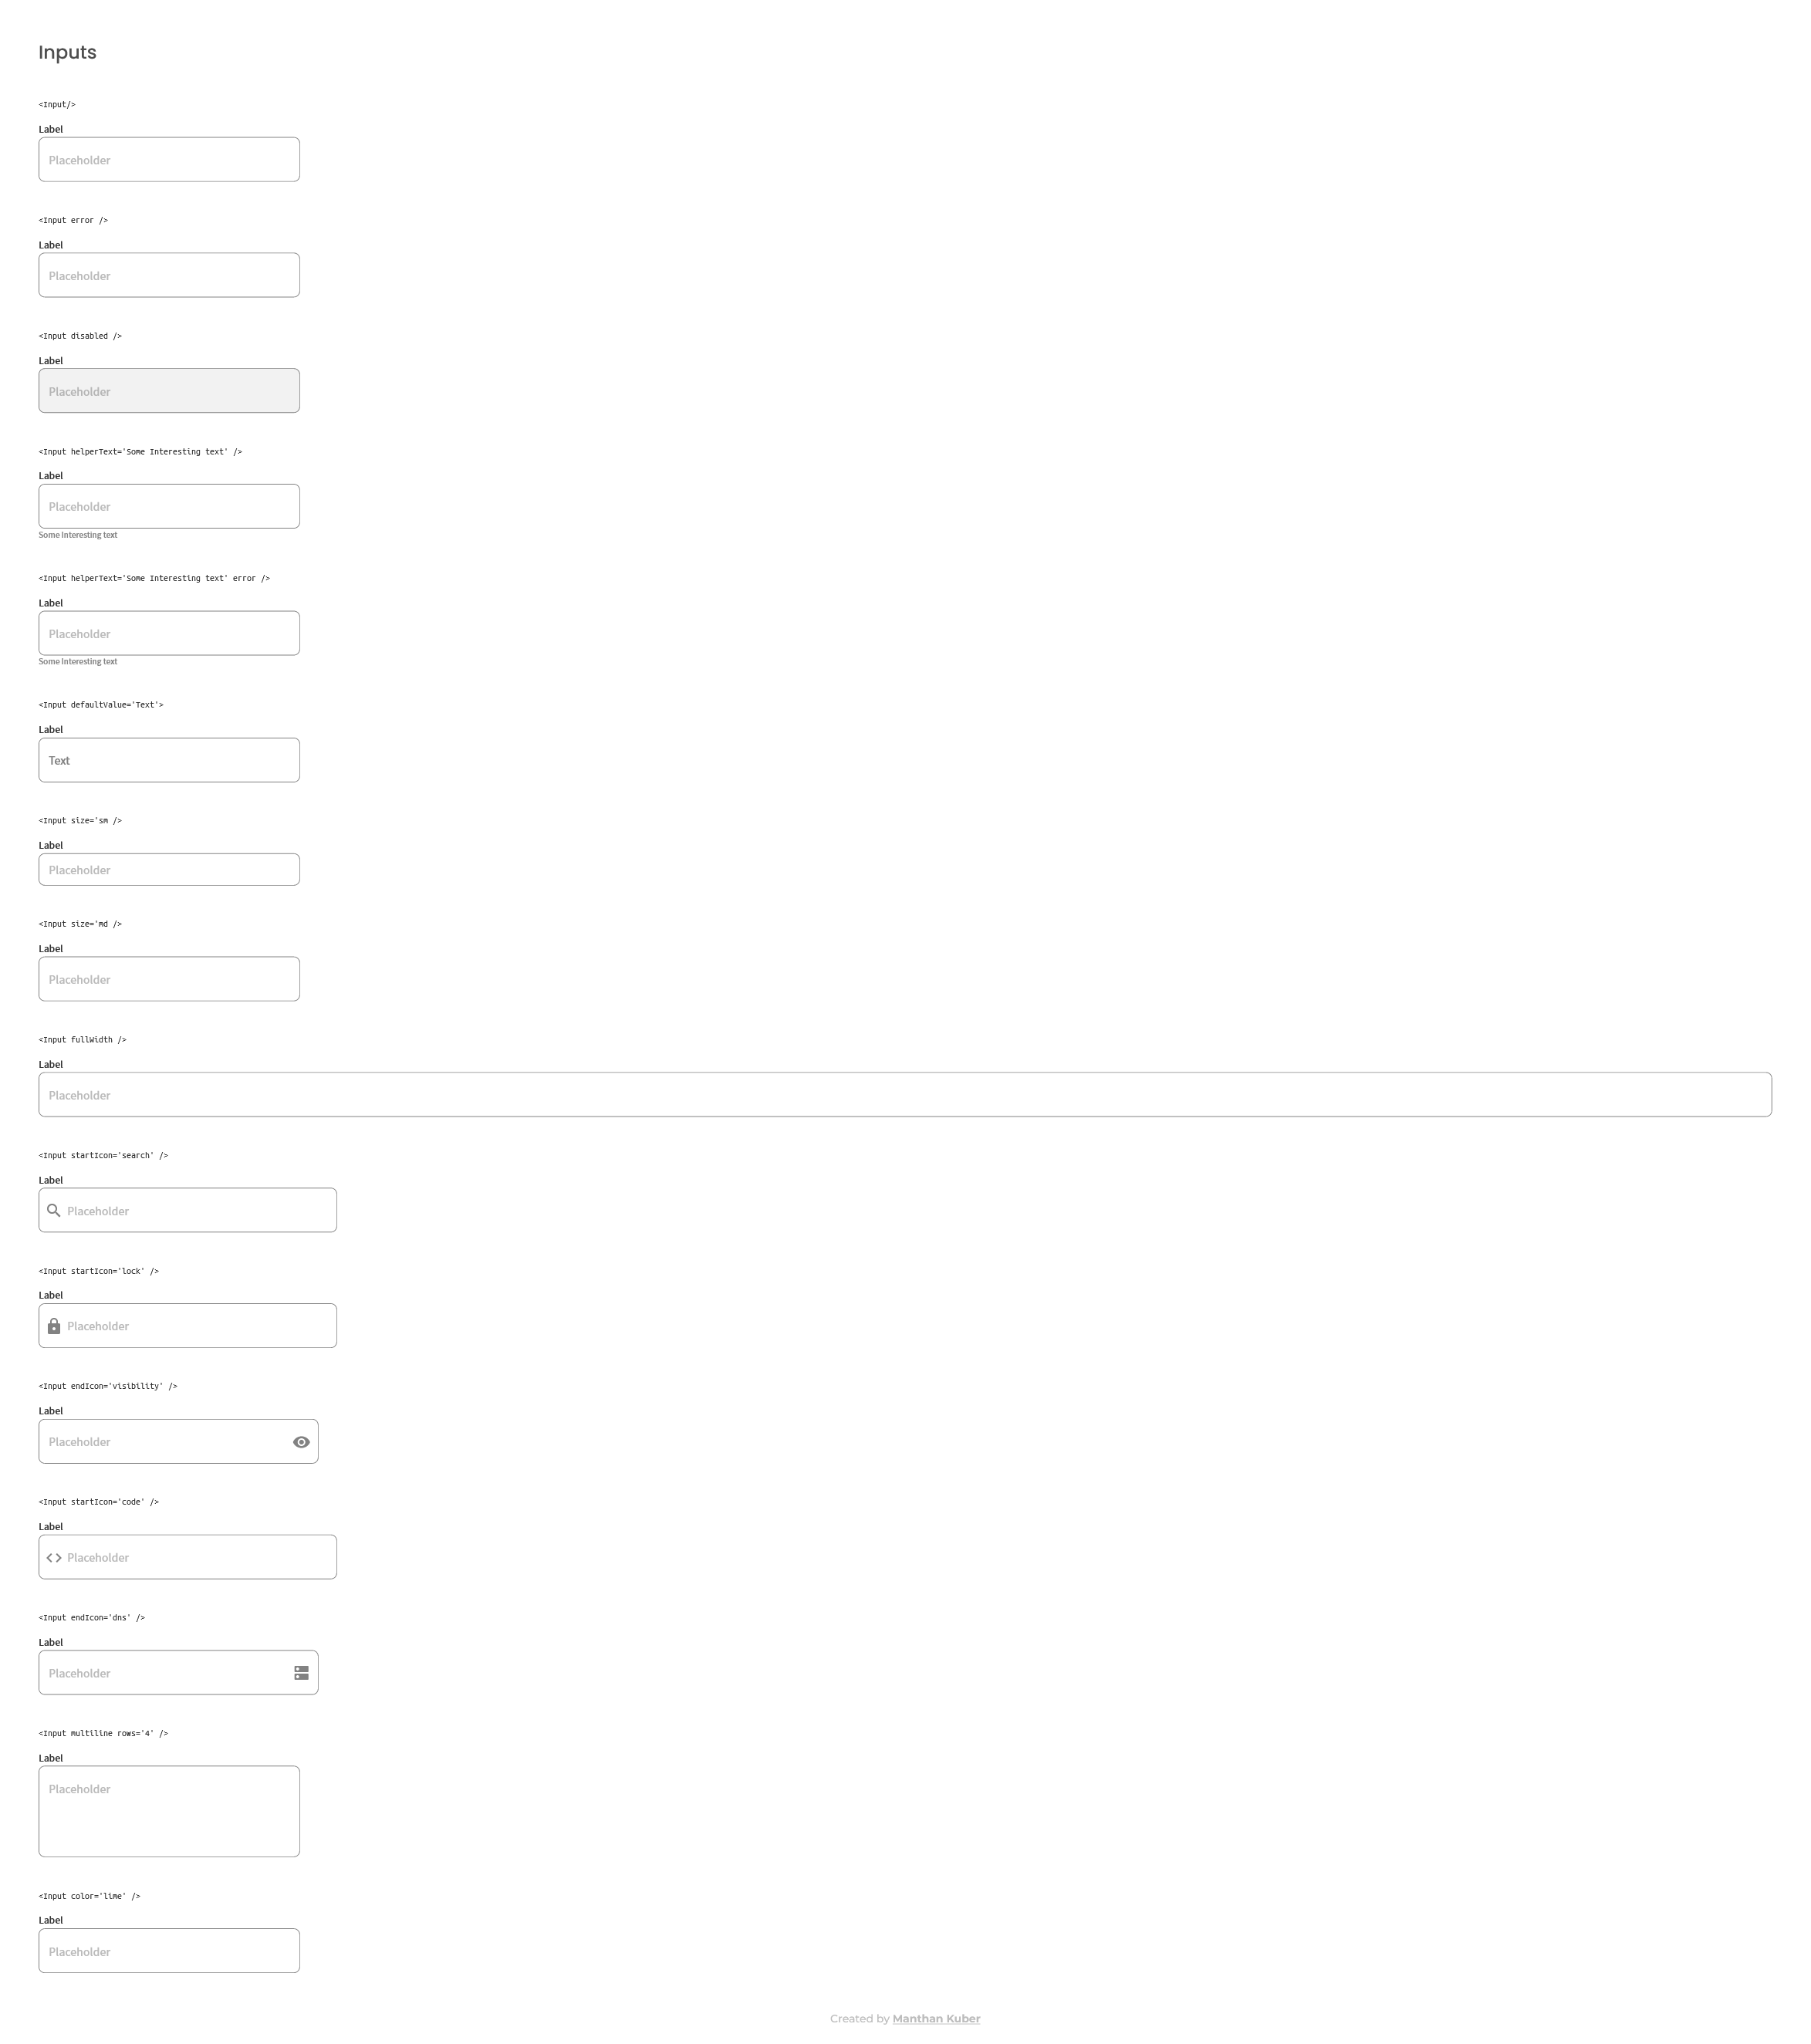 Inputs
<Input/>
Label
Placeholder
<Input error />
Label
Placeholder
<Input disabled />
Label
Placeholder
<Input helperText='Some Interesting text' />
Label
Placeholder
Some Interesting text
<Input helperText='Some Interesting text' error />
Label
Placeholder
Some Interesting text
<Input defaultValue='Text'>
Label
Text
<Input size='sm />
Label
Placeholder
<Input size='md />
Label
Placeholder
<Input fullWidth />
Label
Placeholder
<Input startIcon='search' />
Label
Placeholder
<Input startIcon='lock' />
Label
Placeholder
<Input endIcon='visibility' />
Label
Placeholder
<Input startIcon='code' />
Label
Placeholder
<Input endIcon='dns' />
Label
Placeholder
<Input multiline rows='4' />
Label
Placeholder
<Input color='lime' />
Label
Placeholder
Created by Manthan Kuber